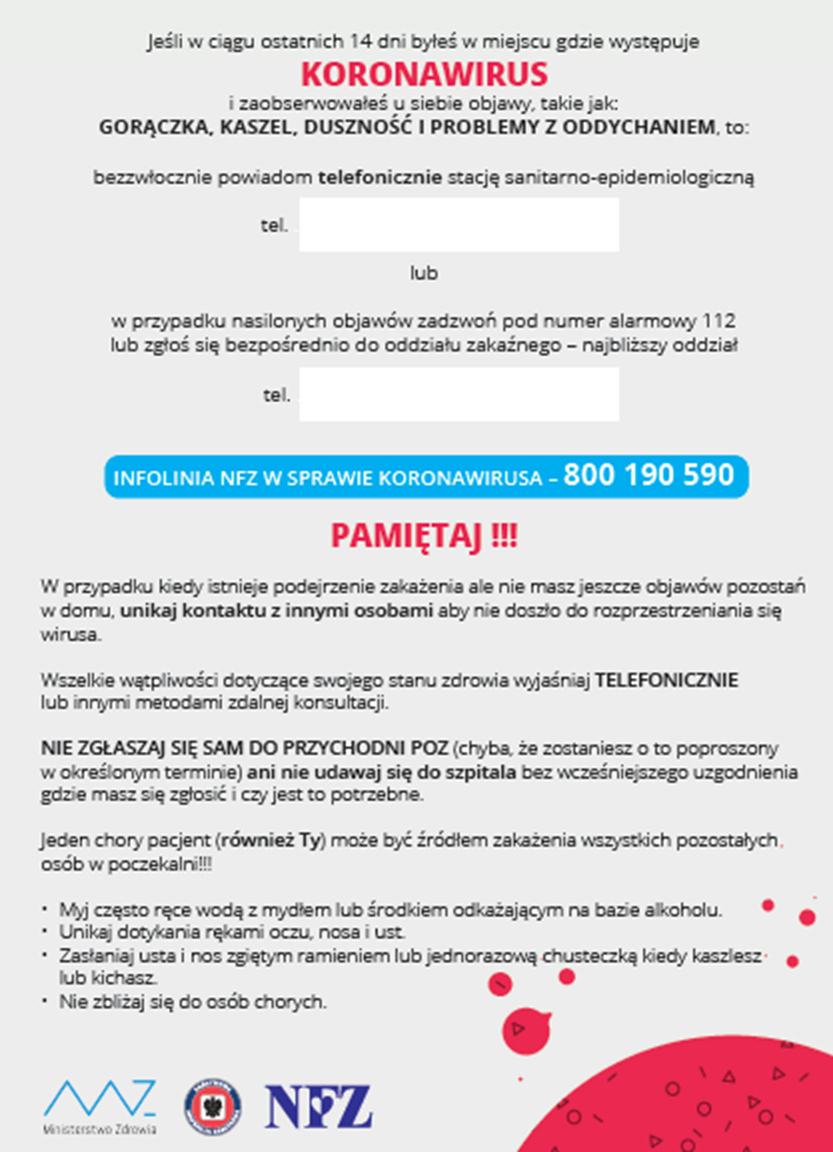 Jeśli w ciągu ostatnich 14 dni byłeś w miejscu gdzie występuje
KORONAWIRUS
i zaobserwowałeś u siebie objawy, takie jak:
GORĄCZKA, KASZEL, DUSZNOŚĆ I PROBLEMY Z ODDYCHANIEM, to:
bezzwłocznie powiadom telefonicznie stację sanitarno-epidemiologiczną
tel.
lub
w przypadku nasilonych objawów zadzwoń pod numer alarmowy 112
lub zgłoś się bezpośrednio do oddziału zakaźnego – najbliższy oddział
tel.
INFOLINIA NFZ W SPRAWIE KORONAWIRUSA – 800 190 590
PAMIĘTAJ !!!
W przypadku kiedy istnieje podejrzenie zakażenia ale nie masz jeszcze objawów pozostań
w domu, unikaj kontaktu z innymi osobami aby nie doszło do rozprzestrzeniania się
wirusa.
Wszelkie wątpliwości dotyczące swojego stanu zdrowia wyjaśniaj TELEFONICZNIE
lub innymi metodami zdalnej konsultacji.
NIE ZGŁASZAJ SIĘ SAM DO PRZYCHODNI POZ (chyba, że zostaniesz o to poproszony
w określonym terminie) ani nie udawaj się do szpitala bez wcześniejszego uzgodnienia
gdzie masz się zgłosić i czy jest to potrzebne.
Jeden chory pacjent (również Ty) może być źródłem zakażenia wszystkich pozostałych
osób w poczekalni!!!
• Myj często ręce wodą z mydłem lub środkiem odkażającym na bazie alkoholu.
• Unikaj dotykania rękami oczu, nosa i ust.
• Zasłaniaj usta i nos zgiętym ramieniem lub jednorazową chusteczką kiedy kaszlesz
lub kichasz.
• Nie zbliżaj się do osób chorych.
Ministerstwo Zdrowia
NFZ